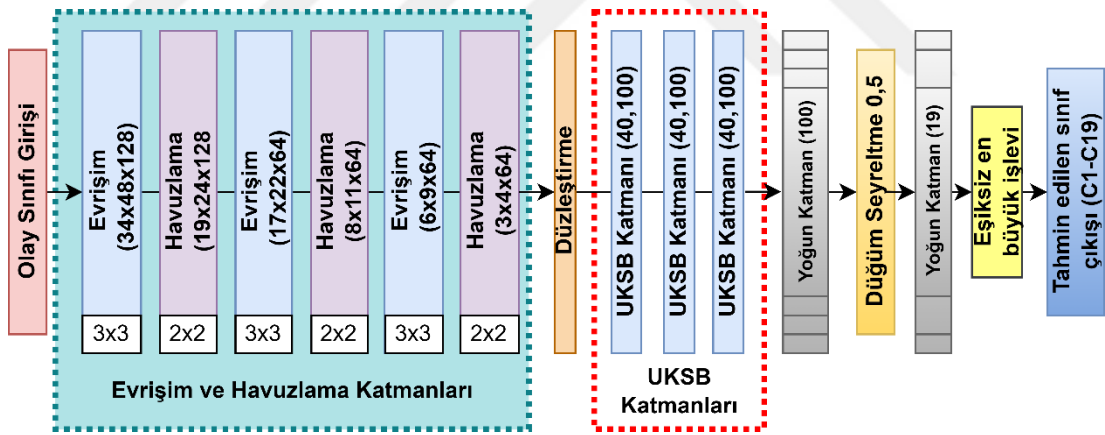 Olay Sınıfı Girişi
Evrişim
(34x48x128)
3x3
Havuzlama
(19x24x128
2x2
Evrişim
(17x22x64)
3x3
Havuzlama
(8x11x64)
2x2
Evrişim
(6x9x64)
3x3
Havuzlama
(3x4x64)
2x2
Evrişim ve Havuzlama Katmanları
Düzleştirme
UKSB Katmanı (40,100)
UKSB Katmanı (40,100)
UKSB Katmanı (40,100)
UKSB
Katmanları
Yoğun Katman (100)
Düğüm Seyreltme 0,5
Yoğun Katman (19)
Eşiksiz en
büyük işlevi
Tahmin edilen sınıf
çıkışı (C1-C19)